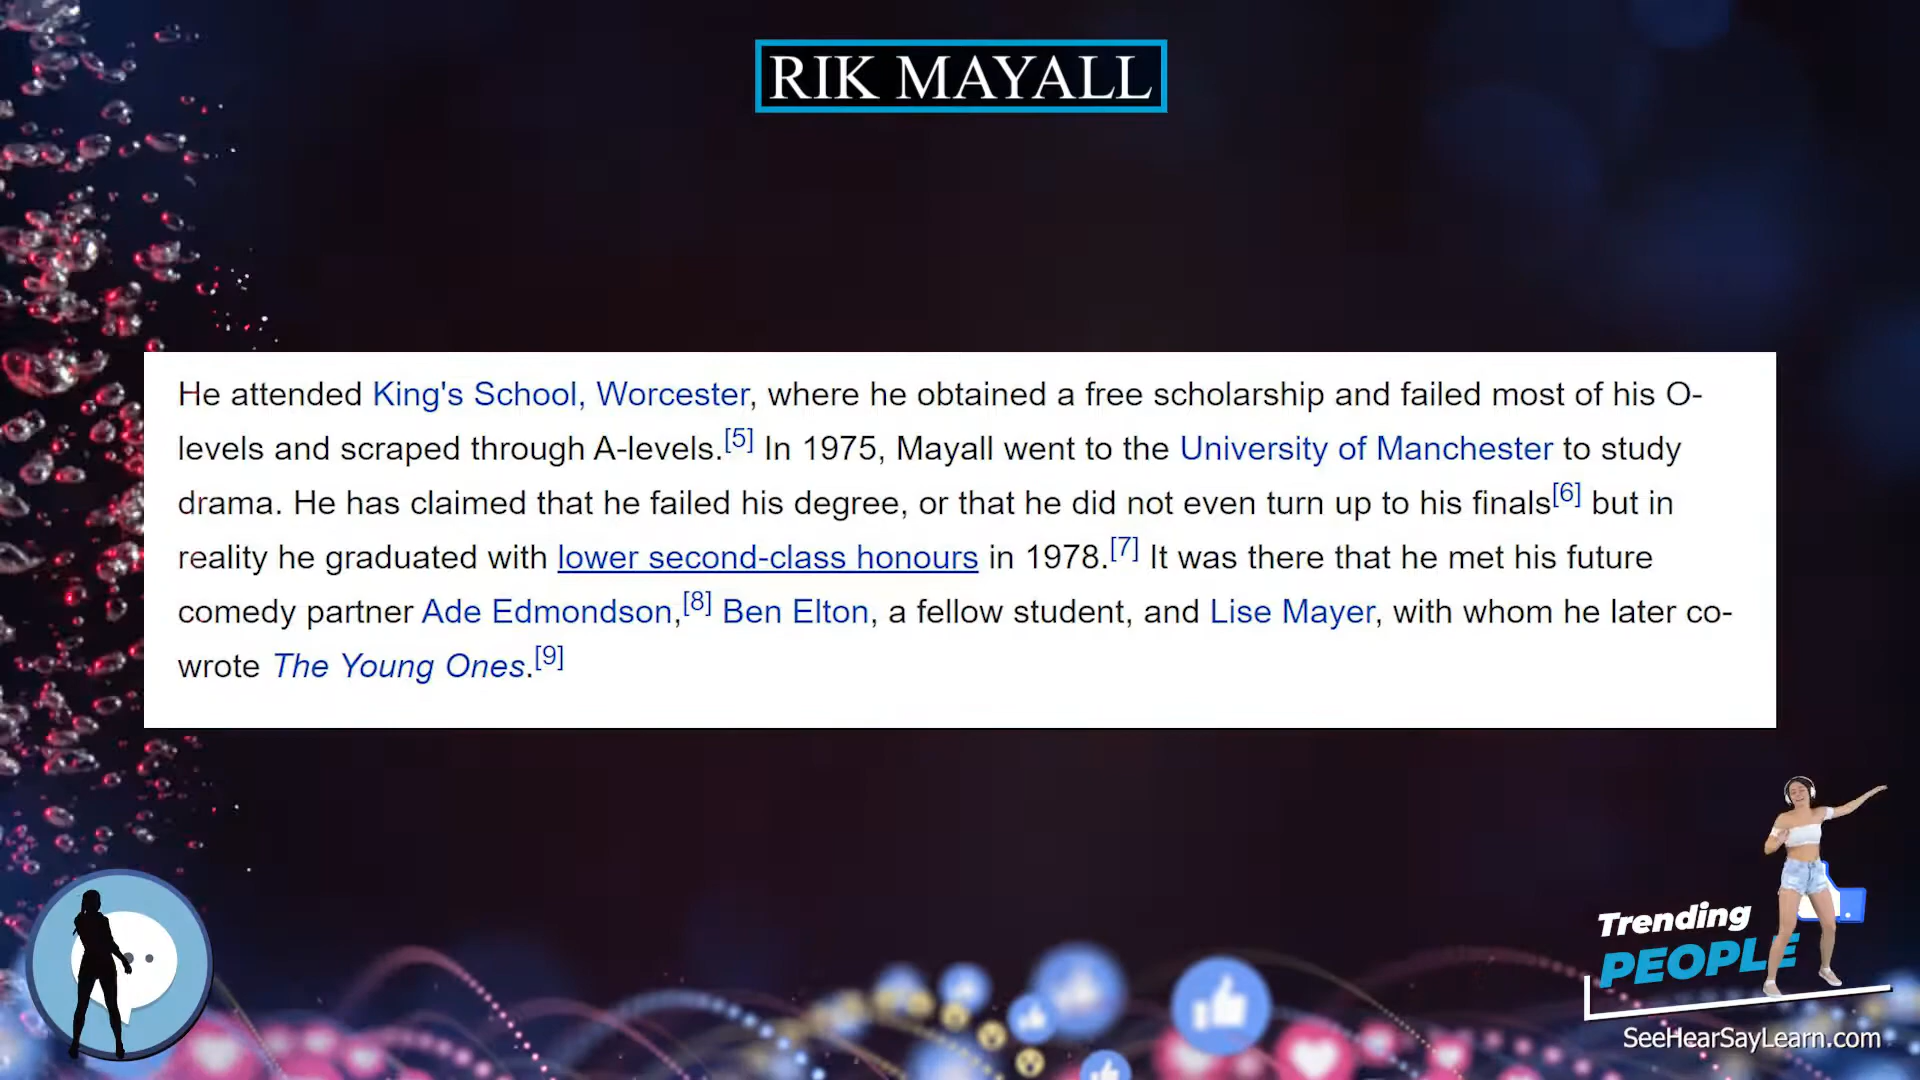 RIK MAYALL
He attended King's School, Worcester, where he obtained a free scholarship and failed most of his O-
levels and scraped through A-levels.[5] In 1975, Mayall went to the University of Manchester to study
drama. He has claimed that he failed his degree, or that he did not even turn up to his finals[6] but in
reality he graduated with lower second-class honours in 1978.[7] It was there that he met his future
comedy partner Ade Edmondson,[8] Ben Elton, a fellow student, and Lise Mayer, with whom he later co-
wrote The Young Ones.[9]
Trending
PEOPLE
SeeHearSayLearn.com